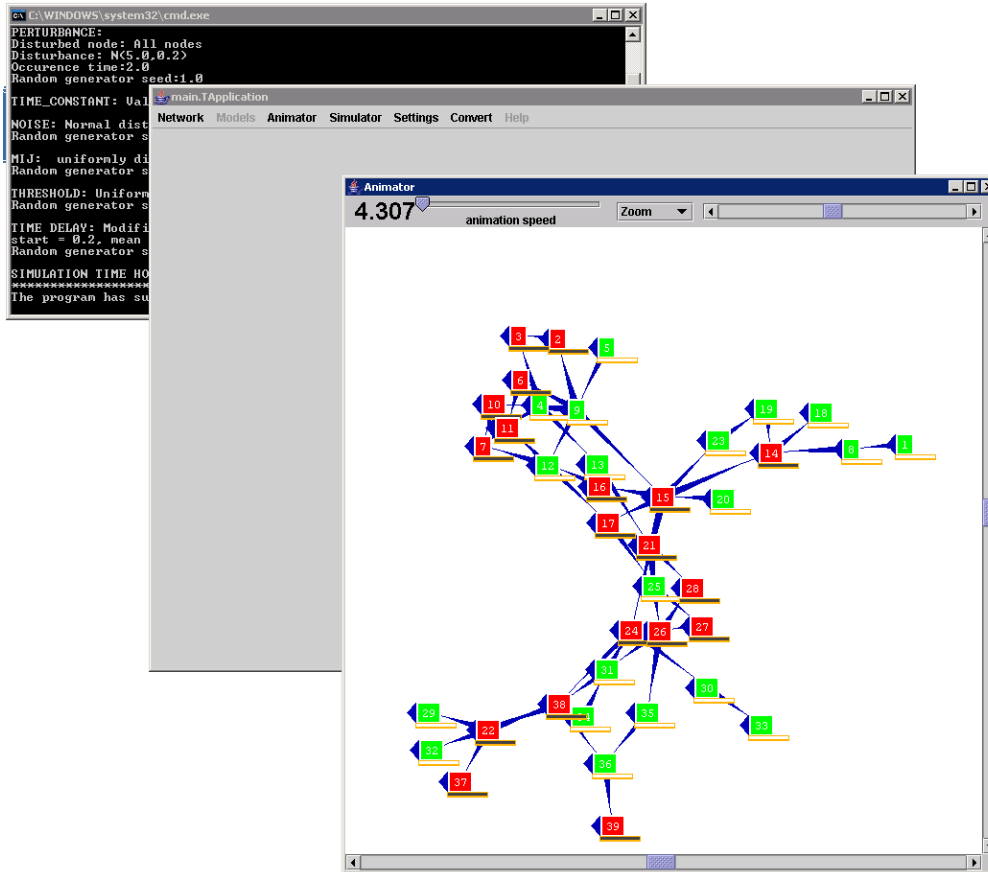 C:\WINDOWS\system32\cmd.exe
PERTURBANCE:
Disturbed node: All nodes
Disturbance: N(5.0,0.2)
Occurence time:2.0
Random generator seed:1.0
TIME_CONSTANT: Val
NOISE: Normal dist
Random generator s
MIJ: uniformly di
Random generator s
THRESHOLD: Uniform
Random generator s
TIME DELAY: Modifi
start = 0.2, mean
Random generator s
SIMULATION TIME HO
********************
The program has su
main.TApplication
Network Models Animator Simulator Settings Convert Help
Animator
4.307
animation speed
Zoom
3 2 5
6
10 4 9
11
7
12 13
16
17
19 18
23
14 8 1
15 20
21
25 28
24 26 27
31
30
38
35
33
29
22
32
37
36
39